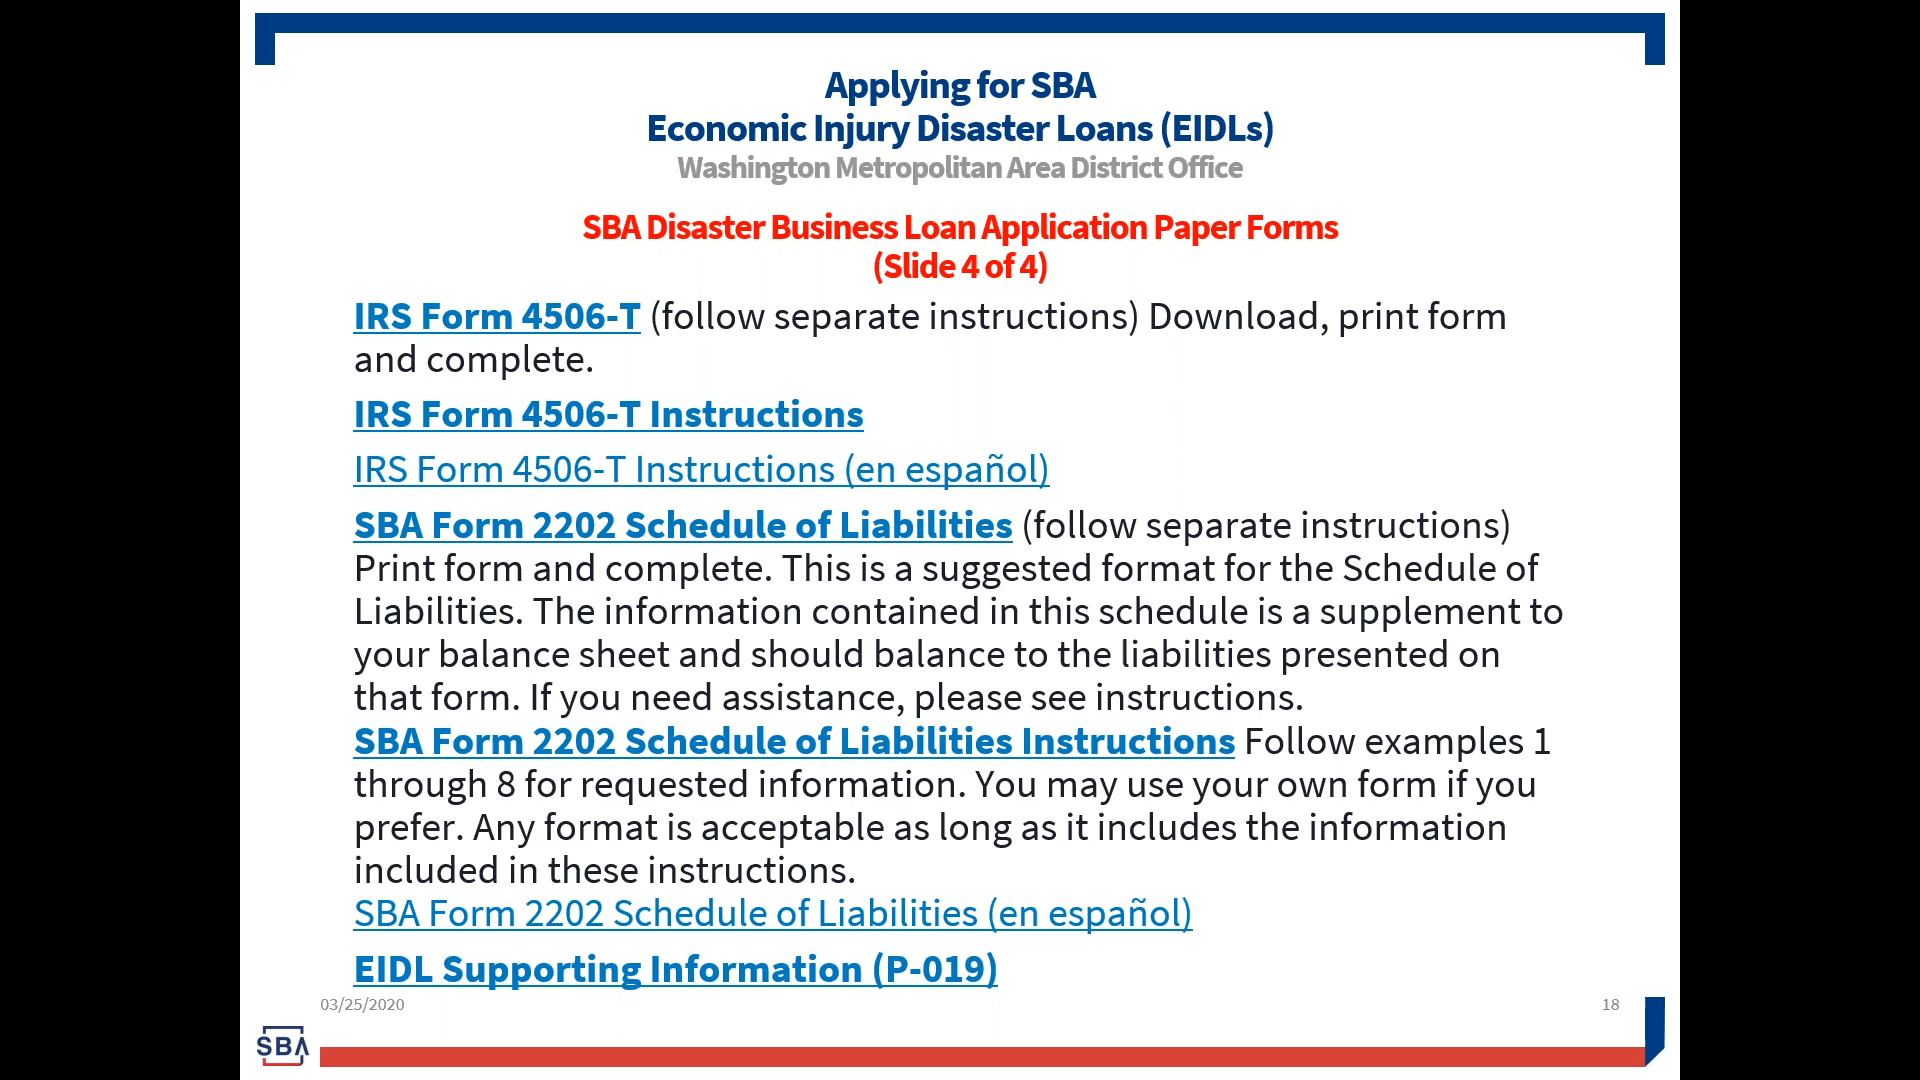 Applying for SBA
Economic Injury Disaster Loans (EIDLs)
Washington Metropolitan Area District Office
SBA Disaster Business Loan Application Paper Forms
(Slide 4 of 4)
IRS Form 4506-T (follow separate instructions) Download, print form
and complete.
IRS Form 4506-T Instructions
IRS Form 4506-T Instructions (en español)
SBA Form 2202 Schedule of Liabilities (follow separate instructions)
Print form and complete. This is a suggested format for the Schedule of
Liabilities. The information contained in this schedule is a supplement to
your balance sheet and should balance to the liabilities presented on
that form. If you need assistance, please see instructions.
SBA Form 2202 Schedule of Liabilities Instructions Follow examples 1
through 8 for requested information. You may use your own form if you
prefer. Any format is acceptable as long as it includes the information
included in these instructions.
SBA Form 2202 Schedule of Liabilities (en español)
EIDL Supporting Information (P-019)
03/25/2020
18
SBA